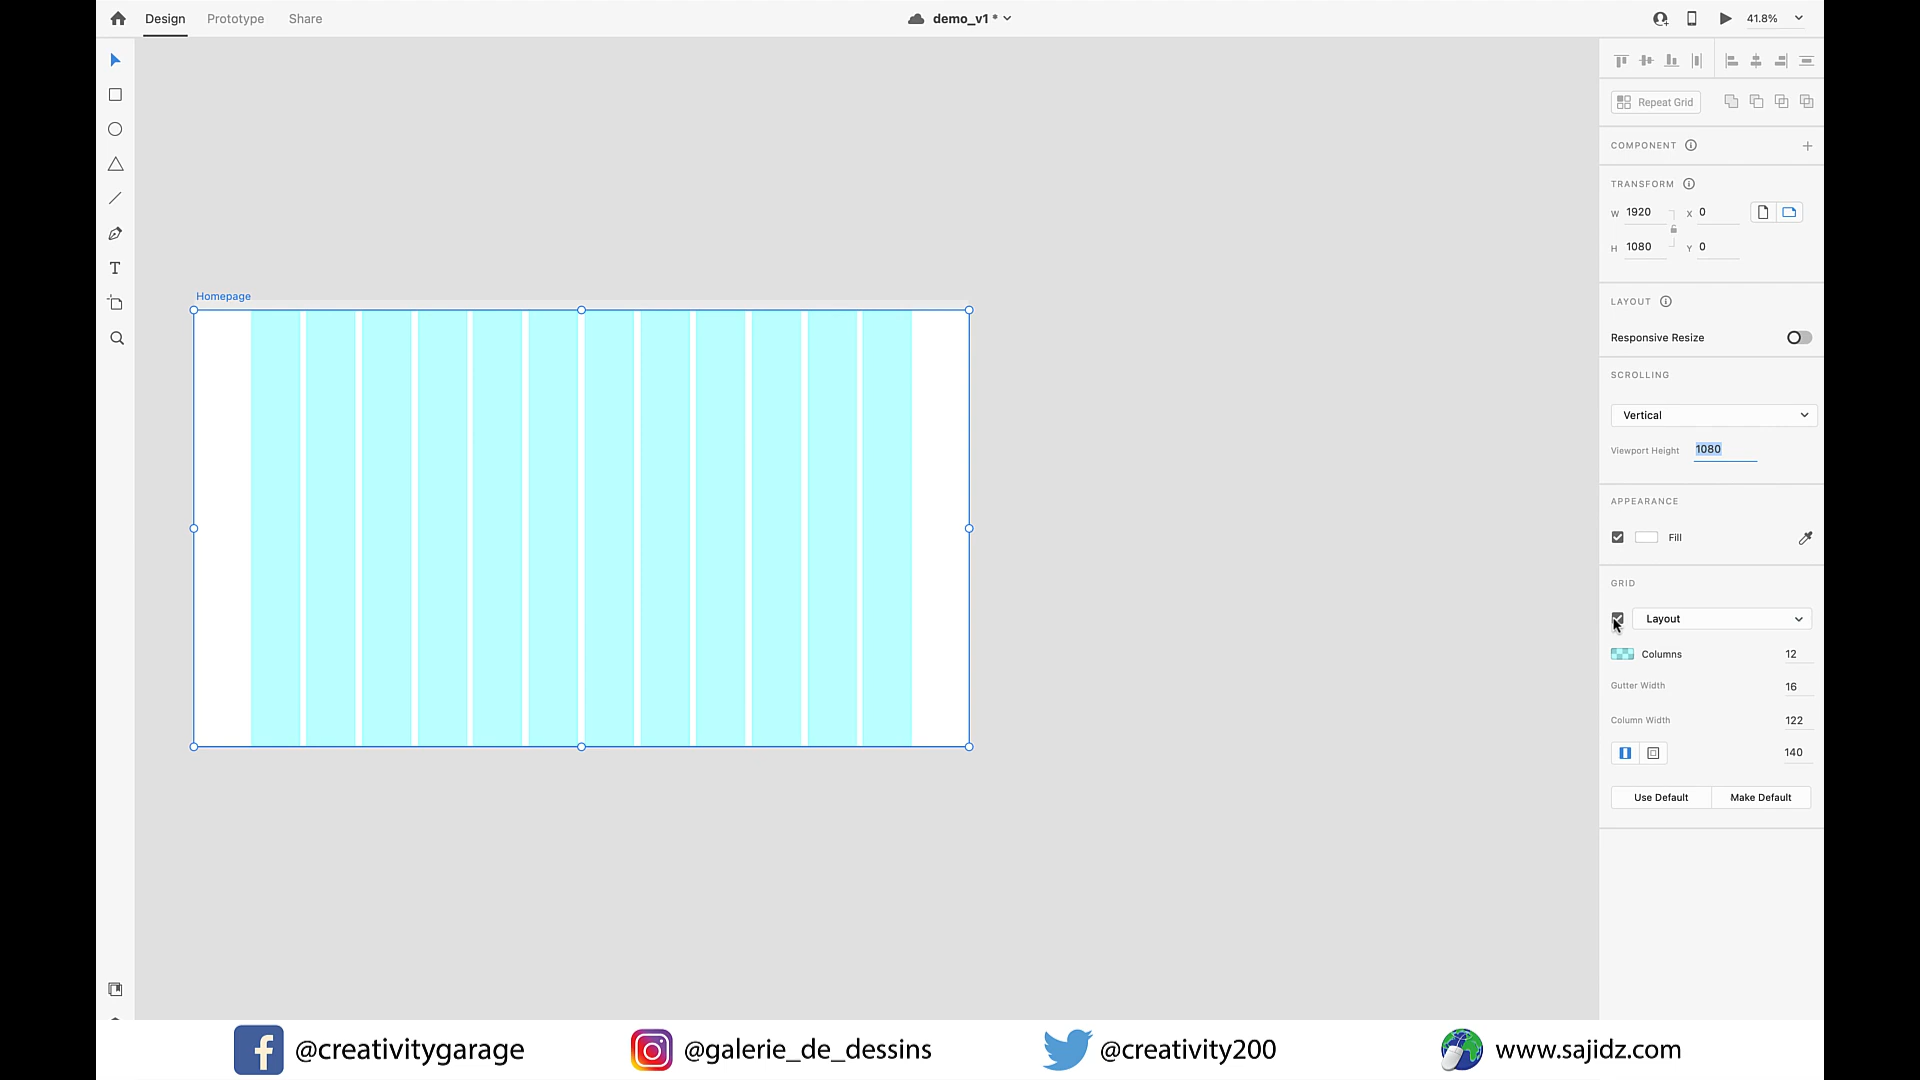 Design Prototype Share
demo_v1 *
41.8%
Repeat Grid
COMPONENT
TRANSFORM
W 1920 X 0
H 1080 Y 0
LAYOUT
Responsive Resize
SCROLLING
Vertical
Viewport Height 1080
APPEARANCE
Fill
GRID
Layout
Columns 12
Gutter Width 16
Column Width 122
140
Use Default Make Default
Homepage
T
@creativitygarage @galerie_de_dessins @creativity200 www.sajidz.com